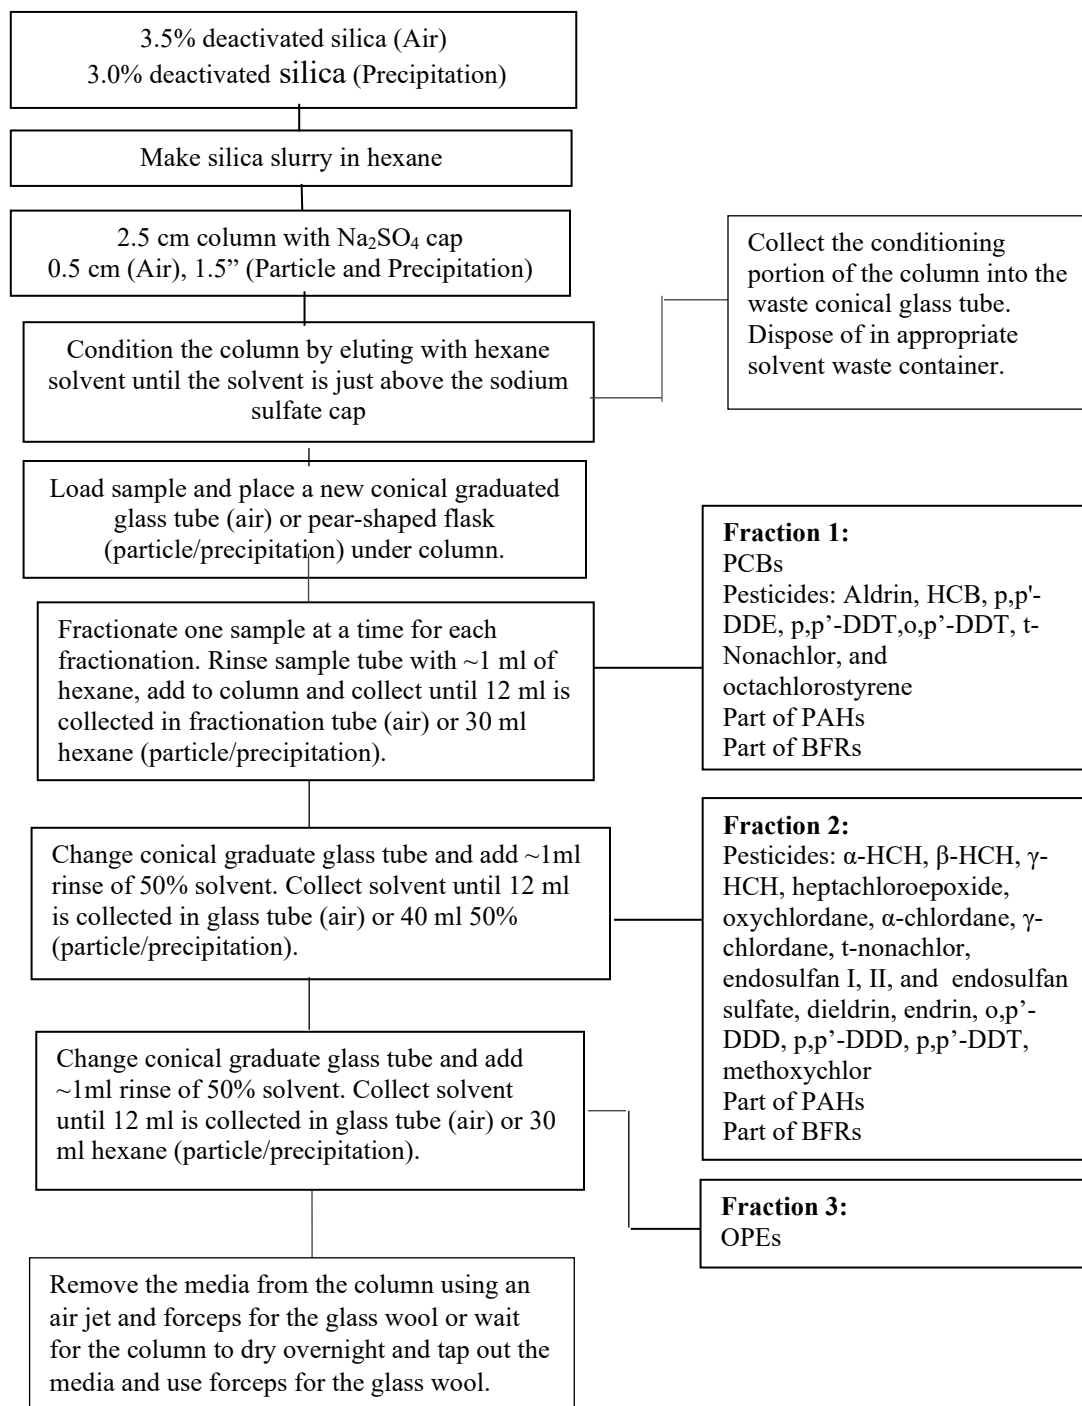 3.5% deactivated silica (Air)
3.0% deactivated silica (Precipitation)
Make silica slurry in hexane
2.5 cm column with Na₂SO₄ cap
0.5 cm (Air), 1.5” (Particle and Precipitation)
Collect the conditioning
portion of the column into the
waste conical glass tube.
Dispose of in appropriate
solvent waste container.
Condition the column by eluting with hexane
solvent until the solvent is just above the sodium
sulfate cap
Load sample and place a new conical graduated
glass tube (air) or pear-shaped flask
(particle/precipitation) under column.
Fraction 1:
PCBs
Pesticides: Aldrin, HCB, p,p'-
DDE, p,p’-DDT,o,p’-DDT, t-
Nonachlor, and
octachlorostyrene
Part of PAHs
Part of BFRs
Fractionate one sample at a time for each
fractionation. Rinse sample tube with ~1 ml of
hexane, add to column and collect until 12 ml is
collected in fractionation tube (air) or 30 ml
hexane (particle/precipitation).
Fraction 2:
Pesticides: α-HCH, β-HCH, γ-
HCH, heptachloroepoxide,
oxychlordane, α-chlordane, γ-
chlordane, t-nonachlor,
endosulfan I, II, and endosulfan
sulfate, dieldrin, endrin, o,p’-
DDD, p,p’-DDD, p,p’-DDT,
methoxychlor
Part of PAHs
Part of BFRs
Change conical graduate glass tube and add ~1ml
rinse of 50% solvent. Collect solvent until 12 ml
is collected in glass tube (air) or 40 ml 50%
(particle/precipitation).
Change conical graduate glass tube and add
~1ml rinse of 50% solvent. Collect solvent
until 12 ml is collected in glass tube (air) or 30
ml hexane (particle/precipitation).
Fraction 3:
OPEs
Remove the media from the column using an
air jet and forceps for the glass wool or wait
for the column to dry overnight and tap out the
media and use forceps for the glass wool.